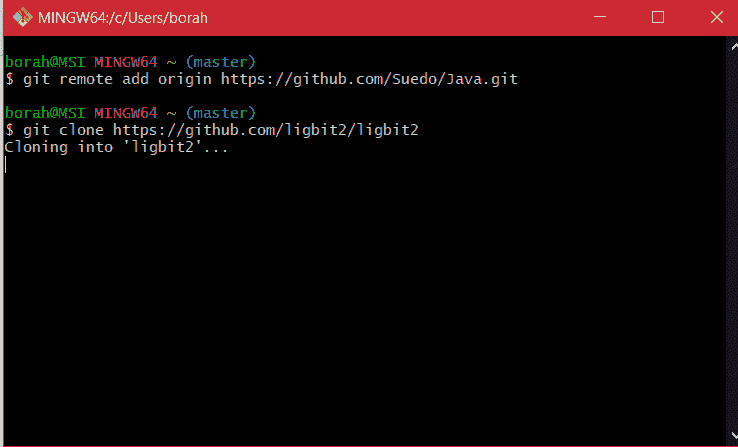 MINGW64:/c/Users/borah
borah@MSI MINGW64 ~ (master)
$ git remote add origin https://github.com/Suedo/Java.git
borah@MSI MINGW64 ~ (master)
$ git clone https://github.com/ligbit2/ligbit2
Cloning into 'ligbit2'...